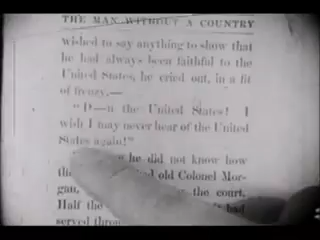 THE MAN WITHOUT A COUNTRY
wished to say anything to show that
he had always been faithful to the
United States, he cried out, in a fit
of frenzy,—
"D—n the United States! I
wish I may never hear of the United
States again!"
he did not know how
old Colonel Mor-
gan, the court.
Half the had
served